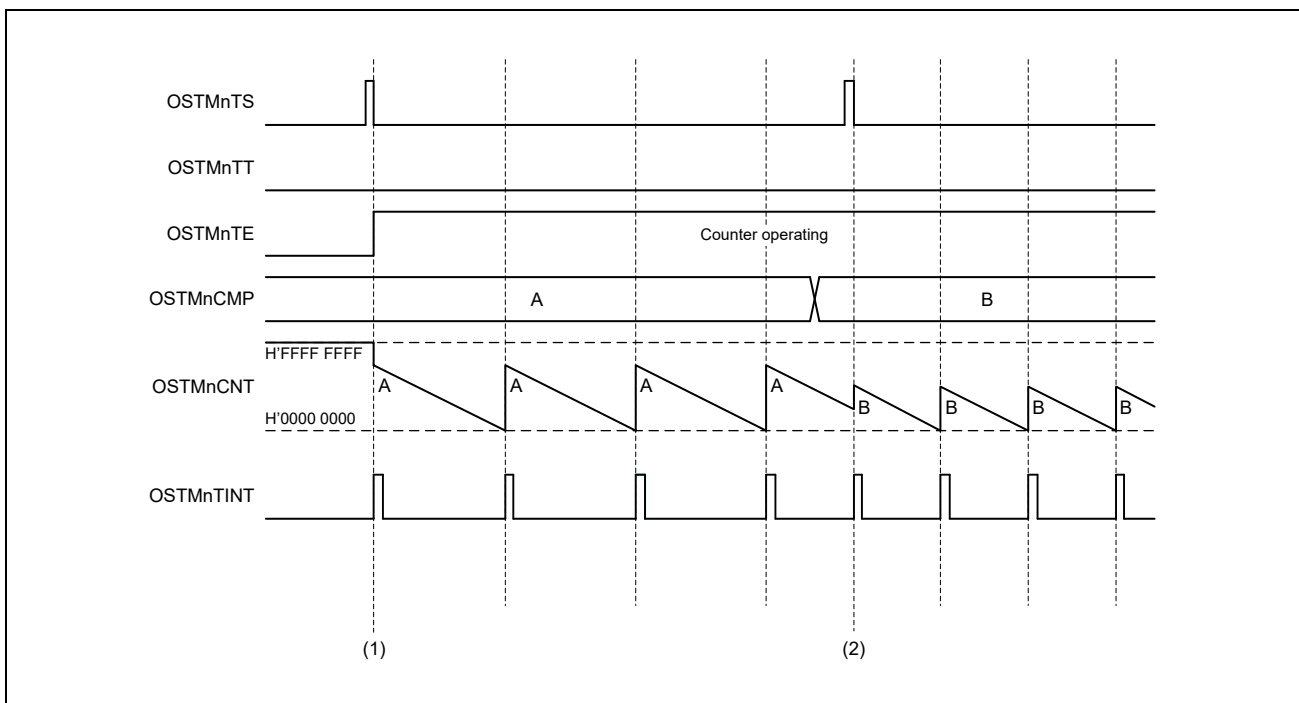 OSTMnTS
OSTMnTT
OSTMnTE
Counter operating
OSTMnCMP
A
B
H'FFFF FFFF
OSTMnCNT
A
A
A
A
B
B
B
B
H'0000 0000
OSTMnTINT
(1)
(2)